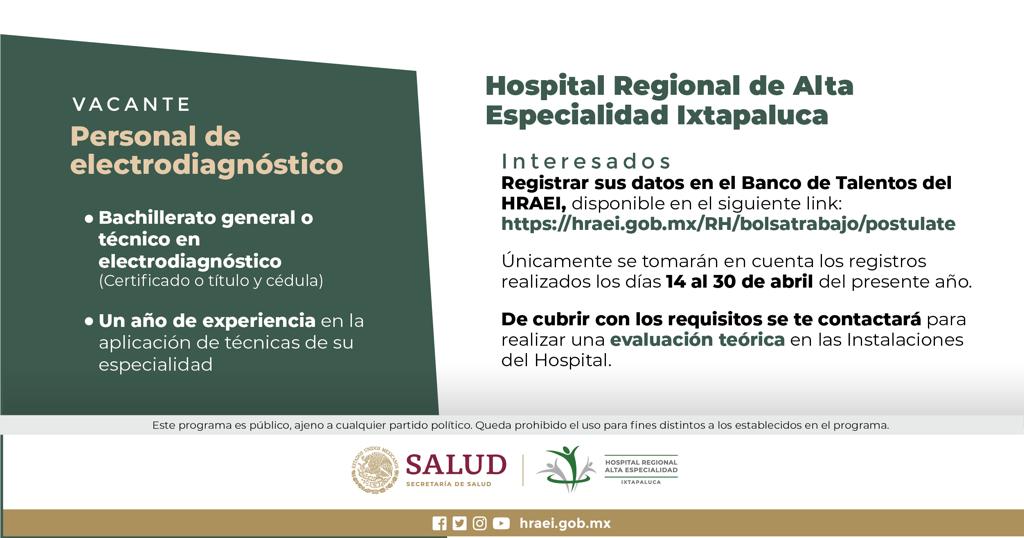 VACANTE
Personal de
electrodiagnóstico
• Bachillerato general o
técnico en
electrodiagnóstico
(Certificado o título y cédula)
• Un año de experiencia en la
aplicación de técnicas de su
especialidad
Hospital Regional de Alta
Especialidad Ixtapaluca
Interesados
Registrar sus datos en el Banco de Talentos del
HRAEI, disponible en el siguiente link:
https://hraei.gob.mx/RH/bolsatrabajo/postulate
Únicamente se tomarán en cuenta los registros
realizados los días 14 al 30 de abril del presente año.
De cubrir con los requisitos se te contactará para
realizar una evaluación teórica en las Instalaciones
del Hospital.
Este programa es público, ajeno a cualquier partido político. Queda prohibido el uso para fines distintos a los establecidos en el programa.
ESTADOS UNIDOS MEXICANOS
SALUD
SECRETARÍA DE SALUD
HOSPITAL REGIONAL
ALTA ESPECIALIDAD
IXTAPALUCA
hraei.gob.mx